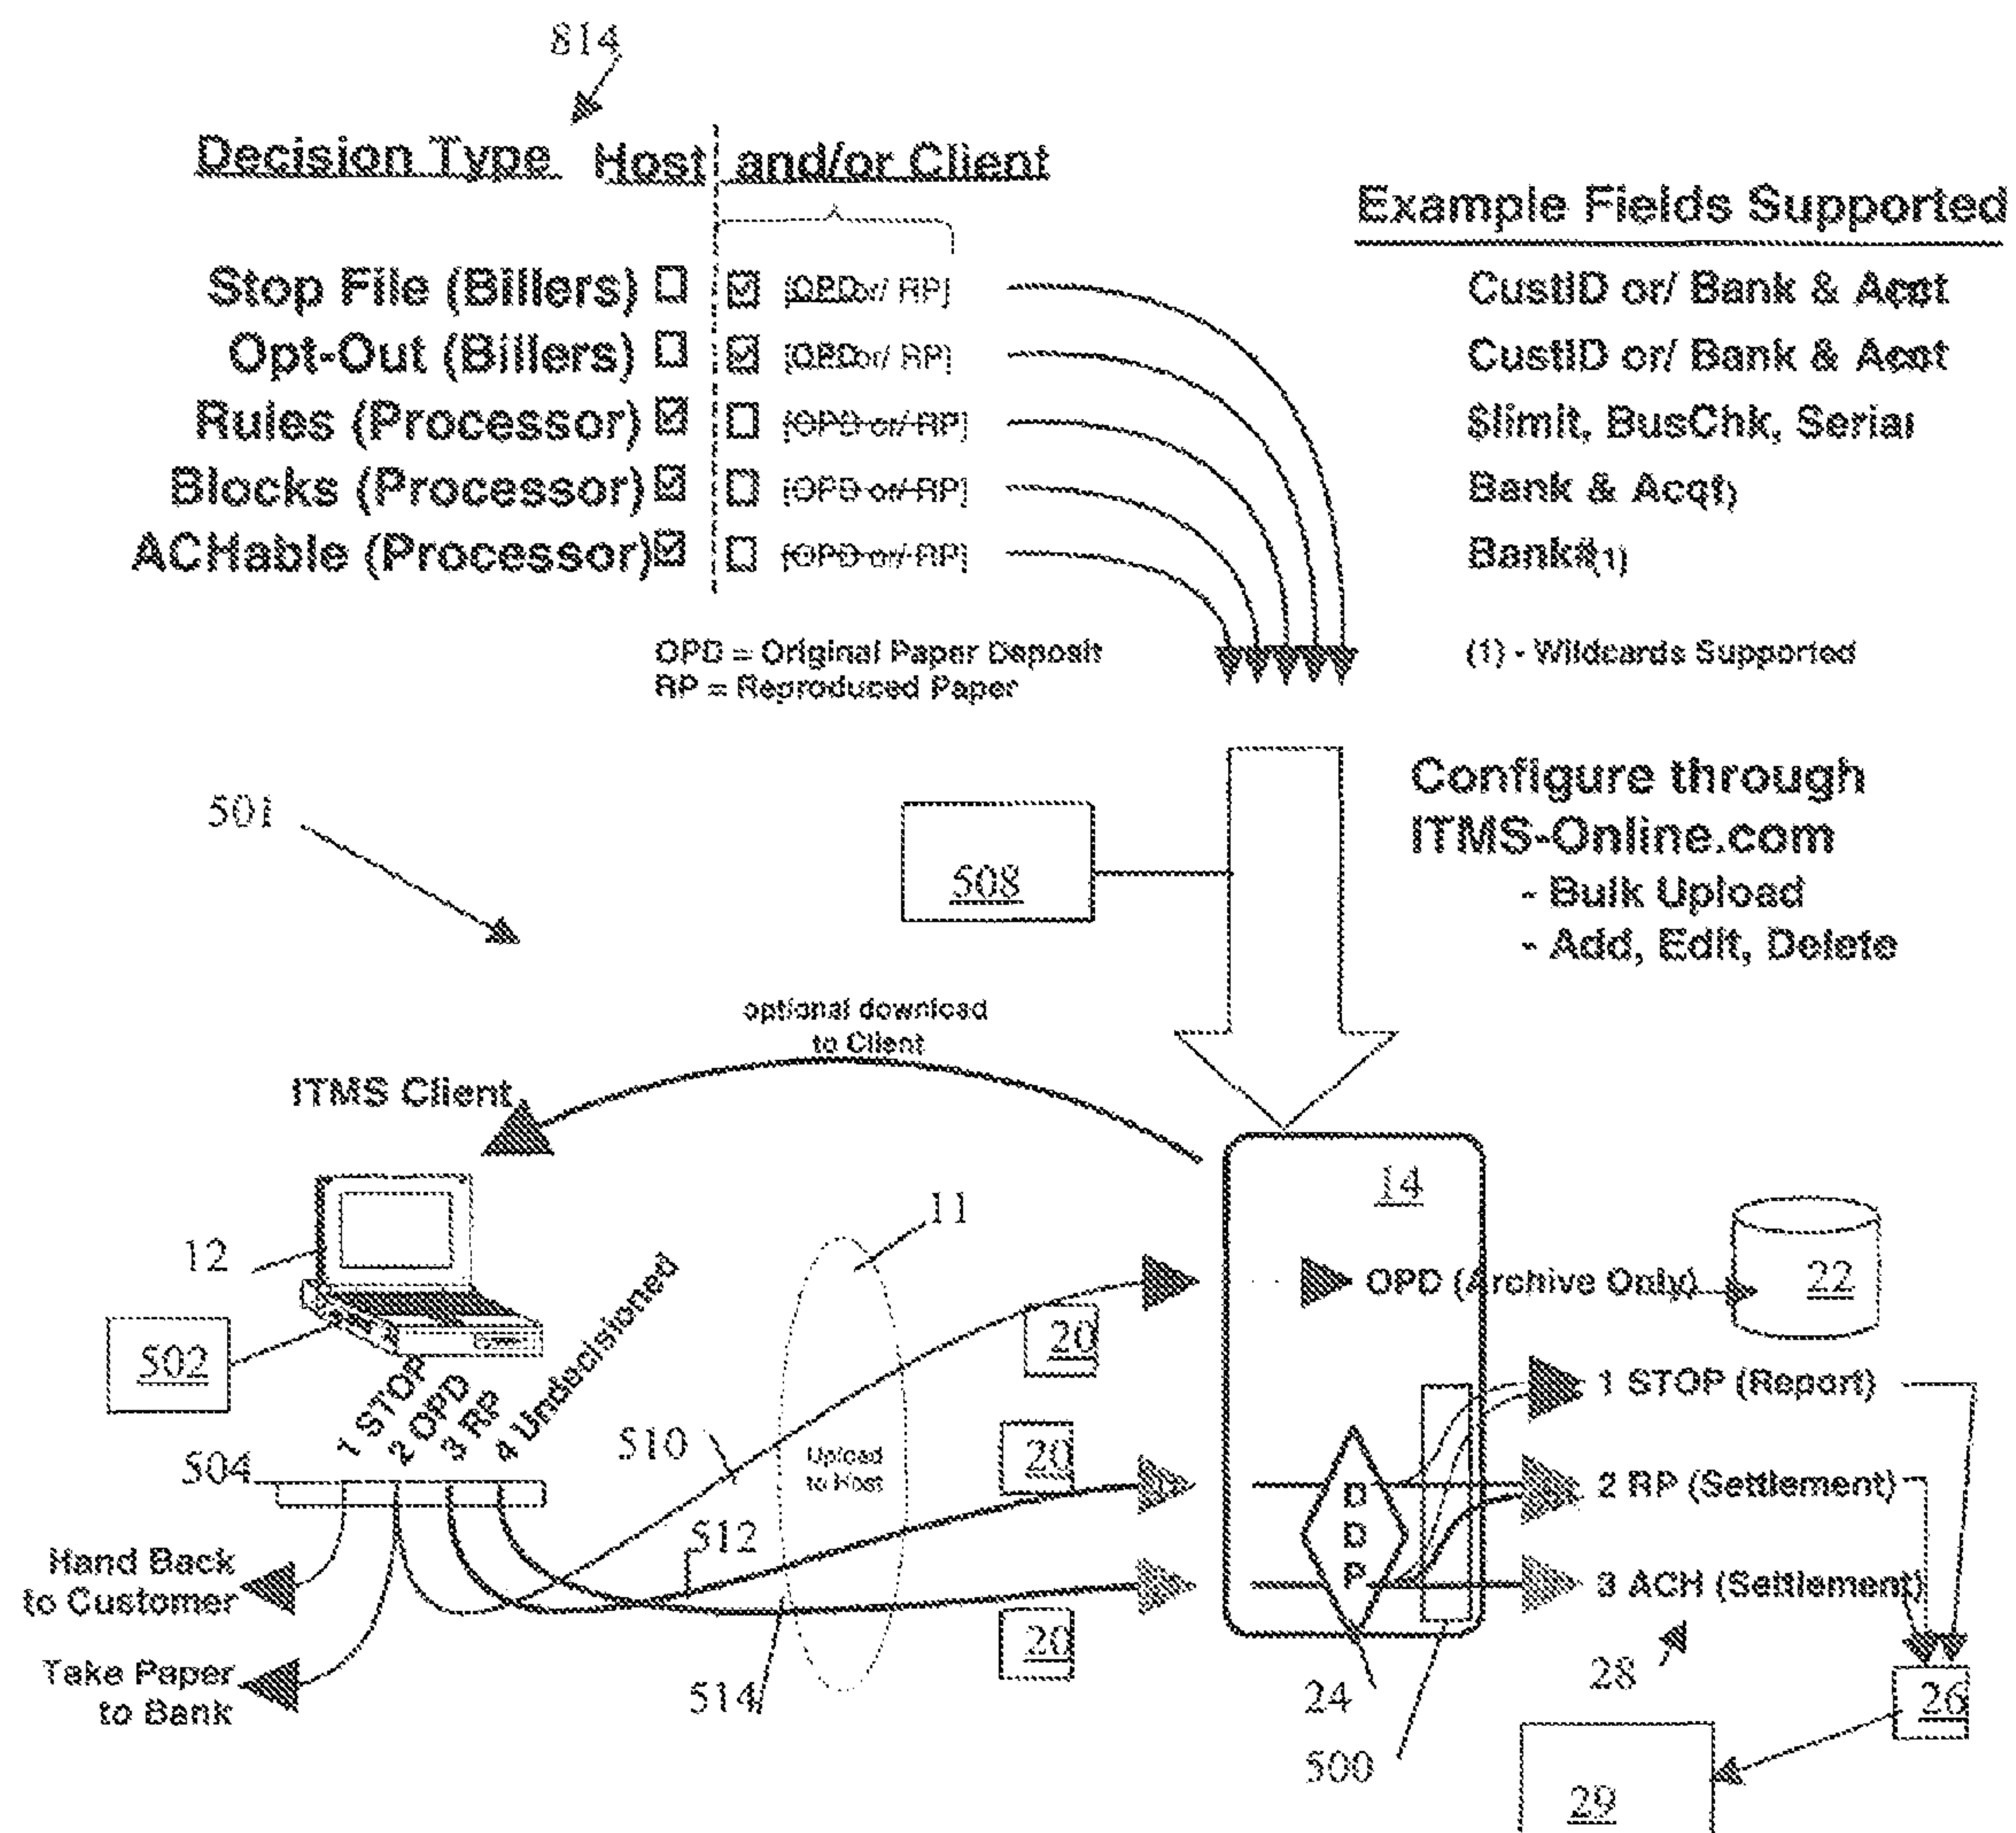 814
Decision Type Host and/or Client
Example Fields Supported
Stop File (Billers) [OPD or/ RP] CustID or/ Bank & Acct
Opt-Out (Billers) [OPD or/ RP] CustID or/ Bank & Acct
Rules (Processor) [OPD or/ RP] $limit, BusChk, Serial
Blocks (Processor) [OPD or/ RP] Bank & Acct(1)
ACHable (Processor) [OPD or/ RP] Bank#(1)
OPD = Original Paper Deposit
RP = Reproduced Paper
(1) - Wildcards Supported
501
508
Configure through
ITMS-Online.com
- Bulk Upload
- Add, Edit, Delete
optional download
to Client
ITMS Client
14
11
12
OPD (Archive Only)
22
502
20
1 STOP
2 OPD
3 RP
4 Undecisioned
1 STOP (Report)
504
510
Upload
to Host
20
D
D
P
2 RP (Settlement)
512
Hand Back
to Customer
3 ACH (Settlement)
20
Take Paper
to Bank
514
24
28
26
500
29